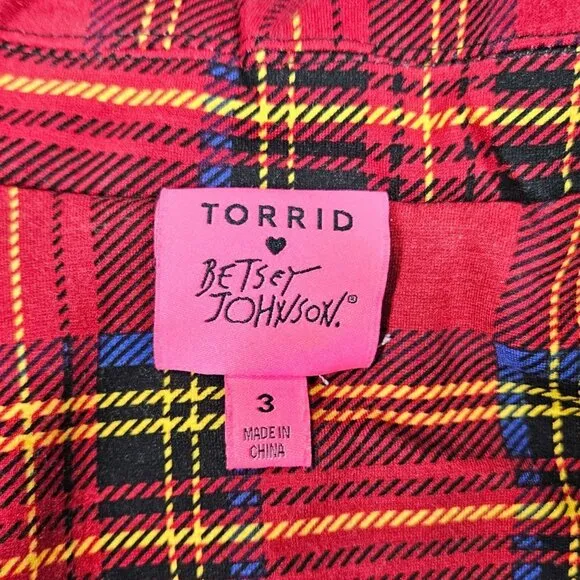 TORRID
BETSEY
JOHNSON.®
3
MADE IN
CHINA